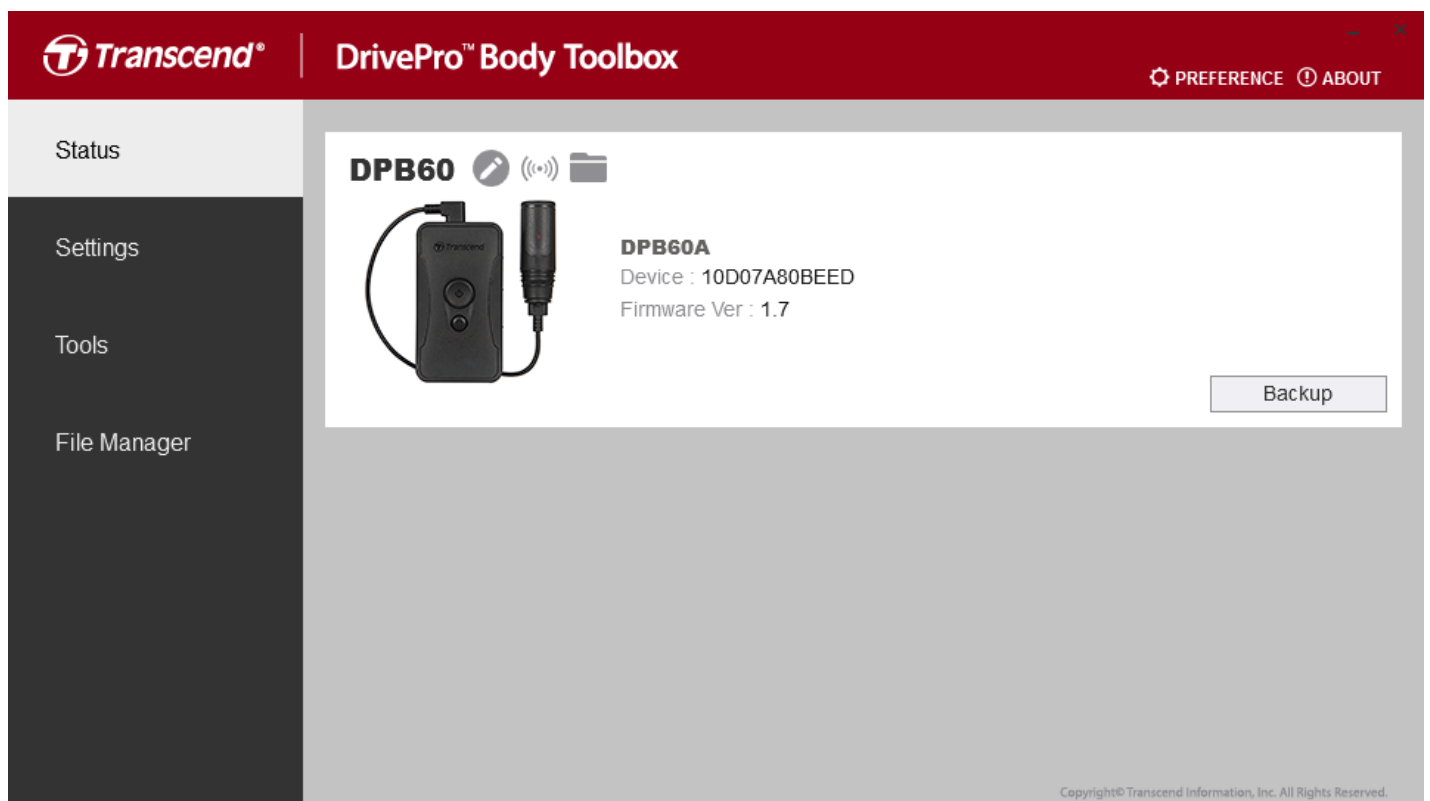 Transcend®
DrivePro™ Body Toolbox
PREFERENCE
ABOUT
Status
Settings
Tools
File Manager
DPB60
Transcend
DPB60A
Device : 10D07A80BEED
Firmware Ver : 1.7
Backup
Copyright© Transcend Information, Inc. All Rights Reserved.